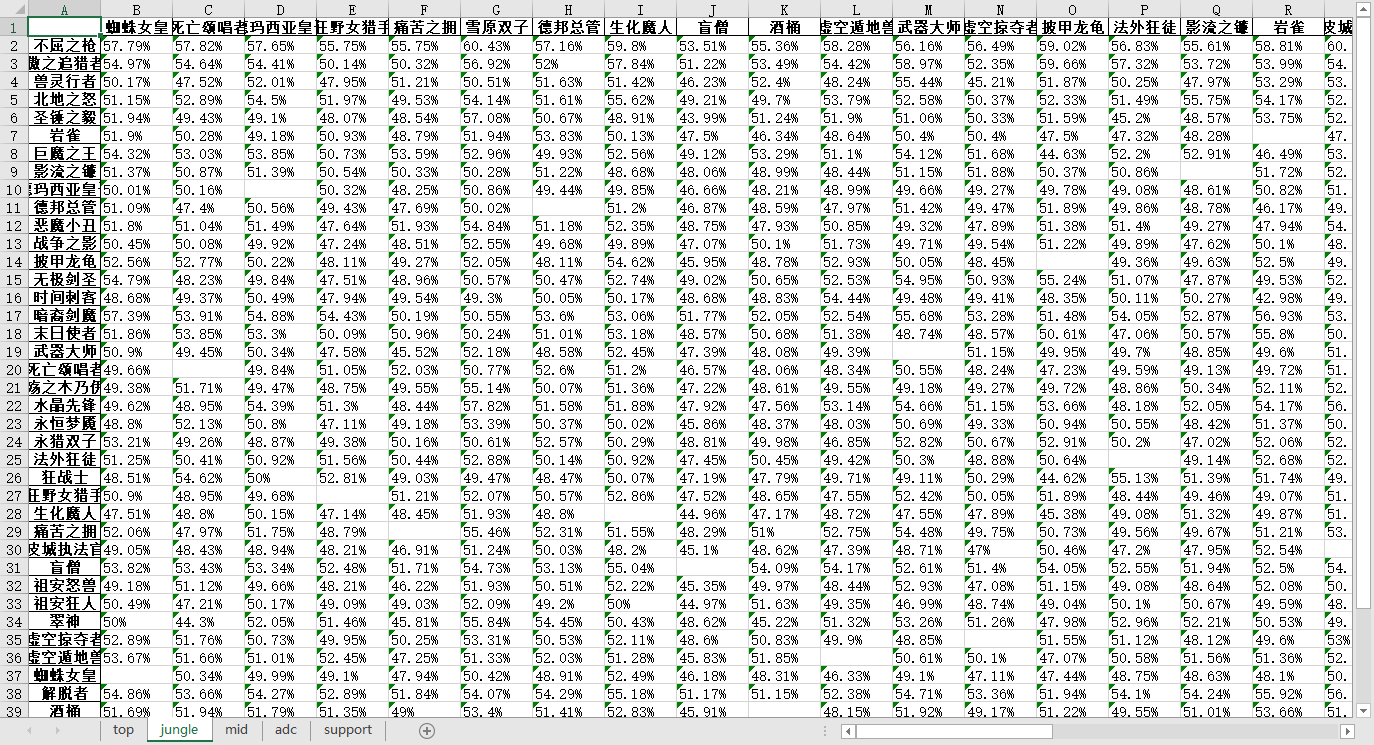 A B C D E F G H I J K L M N O P Q R
1 蜘蛛女皇 死亡颂唱者 玛西亚皇 狂野女猎手 痛苦之拥 雪原双子 德邦总管 生化魔人 盲僧 酒桶 虚空遁地兽 武器大师 虚空掠夺者 披甲龙龟 法外狂徒 影流之镰 岩雀 皮城
2 不屈之枪 57.79% 57.82% 57.65% 55.75% 55.75% 60.43% 57.16% 59.8% 53.51% 55.36% 58.28% 56.16% 56.49% 59.02% 56.83% 55.61% 58.81% 60.
3 傲之追猎者 54.97% 54.64% 54.41% 50.14% 50.32% 56.92% 52% 57.84% 51.22% 53.49% 54.42% 58.97% 52.35% 59.66% 57.32% 53.72% 53.99% 54.
4 兽灵行者 50.17% 47.52% 52.01% 47.95% 51.21% 50.51% 51.63% 51.42% 46.23% 52.4% 48.24% 55.44% 45.21% 51.87% 50.25% 47.97% 53.29% 53.
5 北地之怒 51.15% 52.89% 54.5% 51.97% 49.53% 54.14% 51.61% 55.62% 49.21% 49.7% 53.79% 52.58% 50.37% 52.33% 51.49% 55.75% 54.17% 52.
6 圣锤之毅 51.94% 49.43% 49.1% 48.07% 48.54% 57.08% 50.67% 48.91% 43.99% 51.24% 51.9% 51.06% 50.33% 51.59% 45.2% 48.57% 53.75% 52.
7 岩雀 51.9% 50.28% 49.18% 50.93% 48.79% 51.94% 53.83% 50.13% 47.5% 46.34% 48.64% 50.4% 50.4% 47.5% 47.32% 48.28% 47.
8 巨魔之王 54.32% 53.03% 53.85% 50.73% 53.59% 52.96% 49.93% 52.56% 49.12% 53.29% 51.1% 54.12% 51.68% 44.63% 52.2% 52.91% 46.49% 53.
9 影流之镰 51.37% 50.87% 51.39% 50.54% 50.33% 50.28% 51.22% 48.68% 48.06% 48.99% 48.44% 51.15% 51.88% 50.37% 50.86% 51.72% 52.
10 玛西亚皇 50.01% 50.16% 50.32% 48.25% 50.86% 49.44% 49.85% 46.66% 48.21% 48.99% 49.66% 49.27% 49.78% 49.08% 48.61% 50.82% 51.
11 德邦总管 51.09% 47.4% 50.56% 49.43% 47.69% 50.02% 51.2% 46.87% 48.59% 47.97% 51.42% 49.47% 51.89% 49.86% 48.78% 46.17% 49.
12 恶魔小丑 51.8% 51.04% 51.49% 47.64% 51.93% 54.84% 51.18% 52.35% 48.75% 47.93% 50.85% 49.32% 47.89% 51.38% 51.4% 49.27% 47.94% 54.
13 战争之影 50.45% 50.08% 49.92% 47.24% 48.51% 52.55% 49.68% 49.89% 47.07% 50.1% 51.73% 49.71% 49.54% 51.22% 49.89% 47.62% 50.1% 48.
14 披甲龙龟 52.56% 52.77% 50.22% 48.11% 49.27% 52.05% 48.11% 54.62% 45.95% 48.78% 52.93% 50.05% 48.45% 49.36% 49.63% 52.5% 49.
15 无极剑圣 54.79% 48.23% 49.84% 47.51% 48.96% 50.57% 50.47% 52.74% 49.02% 50.65% 52.53% 54.95% 50.93% 55.24% 51.07% 47.87% 49.53% 52.
16 时间刺客 48.68% 49.37% 50.49% 47.94% 49.54% 49.3% 50.05% 50.17% 48.68% 48.83% 54.44% 49.48% 49.41% 48.35% 50.11% 50.27% 42.98% 49.
17 暗裔剑魔 57.39% 53.91% 54.88% 54.43% 50.19% 50.55% 53.6% 53.06% 51.77% 52.05% 52.54% 55.68% 53.28% 51.48% 54.05% 52.87% 56.93% 53.
18 末日使者 51.86% 53.85% 53.3% 50.09% 50.96% 50.24% 51.01% 53.18% 48.57% 50.68% 51.38% 48.74% 48.57% 50.61% 47.06% 50.57% 55.8% 50.
19 武器大师 50.9% 49.45% 50.34% 47.58% 45.52% 52.18% 48.58% 52.45% 47.39% 48.08% 49.39% 51.15% 49.95% 49.7% 48.85% 49.6% 51.
20 死亡颂唱者 49.66% 49.84% 51.05% 52.03% 50.77% 52.6% 51.2% 46.57% 48.06% 48.34% 50.55% 48.24% 47.23% 49.59% 49.13% 49.72% 51.
21 殇之木乃伊 49.38% 51.71% 49.47% 48.75% 49.55% 55.14% 50.07% 51.36% 47.22% 48.61% 49.55% 49.18% 49.27% 49.72% 48.86% 50.34% 52.11% 52.
22 水晶先锋 49.62% 48.95% 54.39% 51.3% 48.44% 57.82% 51.58% 51.88% 47.92% 47.56% 53.14% 54.66% 51.15% 53.66% 48.18% 52.05% 54.17% 56.
23 永恒梦魇 48.8% 52.13% 50.8% 47.11% 49.18% 53.39% 50.37% 50.02% 45.86% 48.37% 48.03% 50.69% 49.33% 50.94% 50.55% 48.42% 51.37% 50.
24 永猎双子 53.21% 49.26% 48.87% 49.38% 50.16% 50.61% 52.57% 50.29% 48.81% 49.98% 46.85% 52.82% 50.67% 52.91% 50.2% 47.02% 52.06% 52.
25 法外狂徒 51.25% 50.41% 50.92% 51.56% 50.44% 52.88% 50.14% 50.92% 47.45% 50.45% 49.42% 50.3% 48.88% 50.64% 49.14% 52.68% 52.
26 狂战士 48.51% 54.62% 50% 52.81% 49.03% 49.47% 48.47% 50.07% 47.19% 47.79% 49.71% 49.11% 50.29% 44.62% 55.13% 51.39% 51.74% 49.
27 狂野女猎手 50.9% 48.95% 49.68% 51.21% 52.07% 50.57% 52.86% 47.52% 48.65% 47.55% 52.42% 50.05% 51.89% 48.44% 49.46% 49.07% 51.
28 生化魔人 47.51% 48.8% 50.15% 47.14% 48.45% 51.93% 48.8% 44.96% 47.17% 48.72% 47.55% 47.89% 45.38% 49.08% 51.32% 49.87% 51.
29 痛苦之拥 52.06% 47.97% 51.75% 48.79% 55.46% 52.31% 51.55% 48.29% 51% 52.75% 54.48% 49.75% 50.73% 49.56% 49.67% 51.21% 53.
30 皮城执法官 49.05% 48.43% 48.94% 48.21% 46.91% 51.24% 50.03% 48.2% 45.1% 48.62% 47.39% 48.71% 47% 50.46% 47.2% 47.95% 52.54%
31 盲僧 53.82% 53.43% 53.34% 52.48% 51.71% 54.73% 53.13% 55.04% 54.09% 54.17% 52.61% 51.4% 54.05% 52.55% 51.94% 52.5% 54.
32 祖安怒兽 49.18% 51.12% 49.66% 48.21% 46.22% 51.93% 50.51% 52.22% 45.35% 49.97% 48.44% 52.93% 47.08% 51.15% 49.08% 48.64% 52.08% 50.
33 祖安狂人 50.49% 47.21% 50.17% 49.09% 49.03% 52.09% 49.2% 50% 44.97% 51.63% 49.35% 46.99% 48.74% 49.04% 50.1% 50.67% 49.59% 48.
34 翠神 50% 44.3% 52.05% 51.46% 45.81% 55.84% 54.45% 50.43% 48.62% 45.22% 51.32% 53.26% 51.26% 47.98% 52.96% 52.21% 50.53% 49.
35 虚空掠夺者 52.89% 51.76% 50.73% 49.95% 50.25% 53.31% 50.53% 52.11% 48.6% 50.83% 49.9% 48.85% 51.55% 51.12% 48.12% 49.6% 53%
36 虚空遁地兽 53.67% 51.66% 51.01% 52.45% 47.25% 51.33% 52.03% 51.28% 45.83% 51.85% 50.61% 50.1% 47.07% 50.58% 51.56% 51.36% 52.
37 蜘蛛女皇 50.34% 49.99% 49.1% 47.94% 50.42% 48.91% 52.49% 46.18% 48.31% 46.33% 49.1% 47.11% 47.44% 48.75% 48.63% 48.1% 50.
38 解脱者 54.86% 53.66% 54.27% 52.89% 51.84% 54.07% 54.29% 55.18% 51.17% 51.15% 52.38% 54.71% 53.36% 51.94% 54.1% 54.24% 55.92% 56.
39 酒桶 51.69% 51.94% 51.79% 51.35% 49% 53.4% 51.41% 52.83% 45.91% 48.15% 51.92% 49.17% 51.22% 49.55% 51.01% 53.66% 51.
top jungle mid adc support